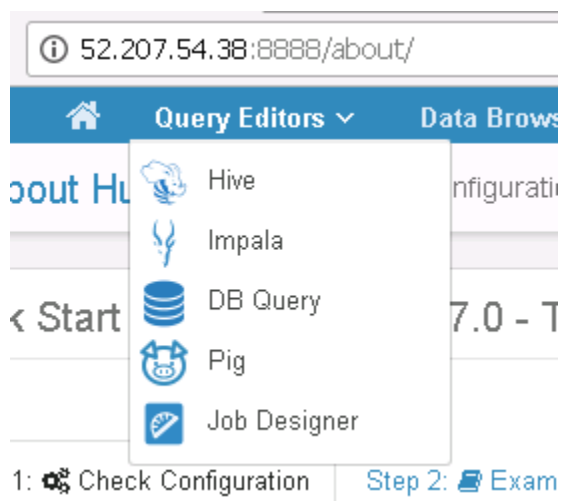 52.207.54.38:8888/about/
Query Editors Data Brows
bout Hu nfigurati
Hive
Impala
k Start 7.0 - T
DB Query
Pig
Job Designer
1: Check Configuration Step 2: Exam